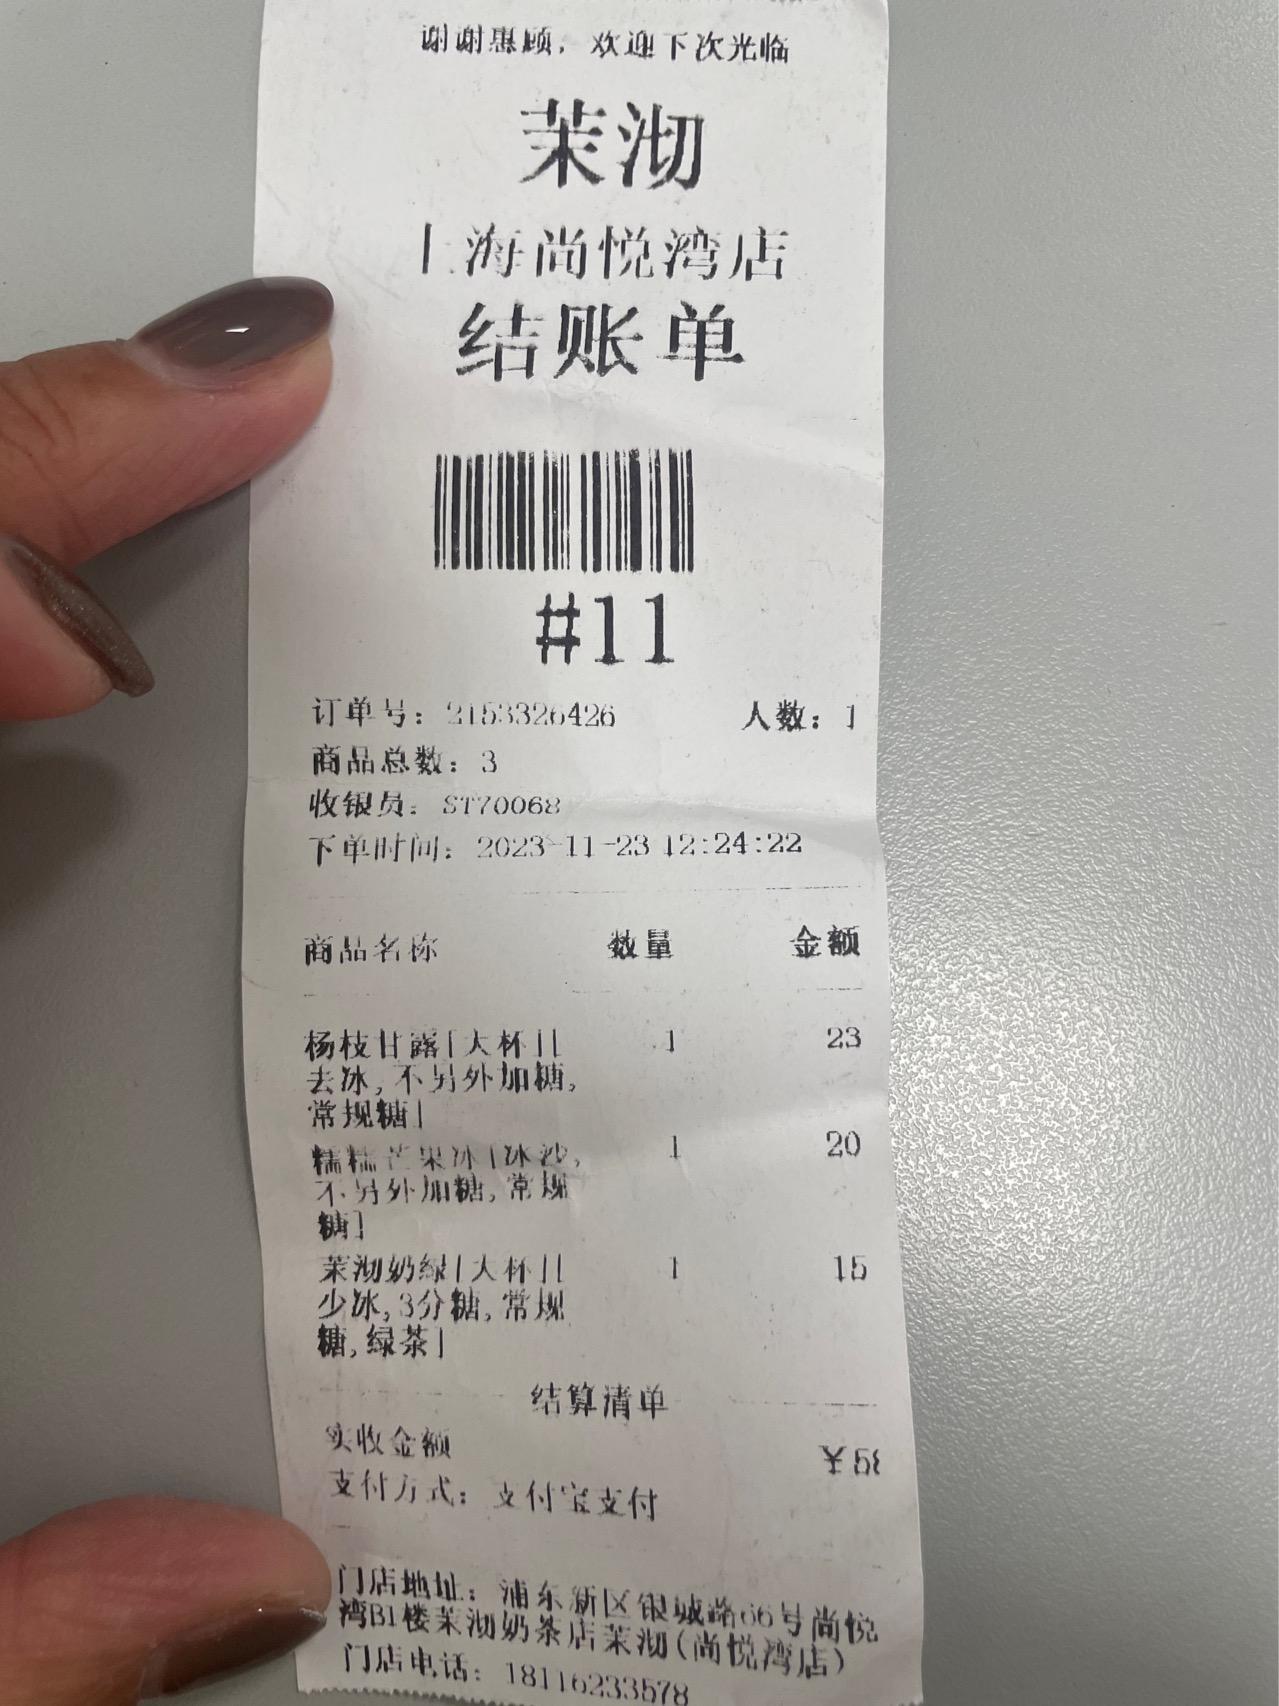 谢谢惠顾，欢迎下次光临
茉沏
上海尚悦湾店
结账单
#11
订单号：2153326426 人数：1
商品总数：3
收银员：ST70068
下单时间：2023-11-23 12:24:22
商品名称 数量 金额
杨枝甘露[大杯][ 1 23
去冰,不另外加糖,
常规糖]
糯糯芒果冰[冰沙, 1 20
不另外加糖,常规
糖]
茉沏奶绿[大杯][ 1 15
少冰,3分糖,常规
糖,绿茶]
结算清单
实收金额 ¥58
支付方式：支付宝支付
门店地址：浦东新区银城路66号尚悦
湾B1楼茉沏奶茶店茉沏(尚悦湾店)
门店电话：18116233578